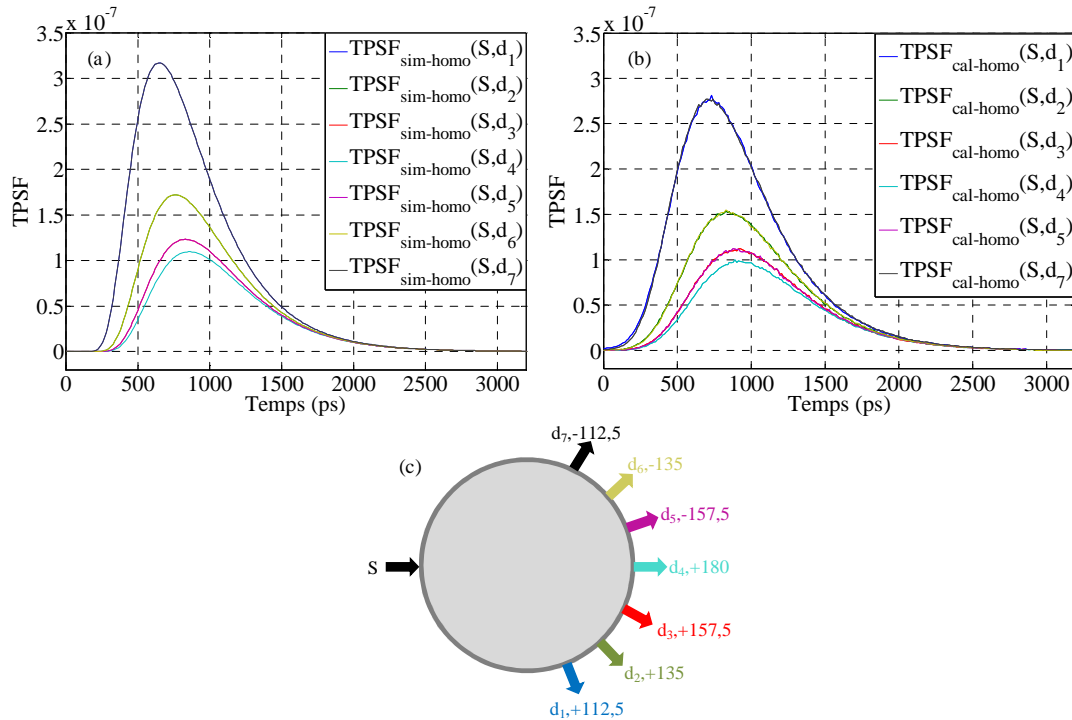 x 10^-7
(a)
3.5
3
2.5
2
1.5
1
0.5
0
TPSF
0 500 1000 1500 2000 2500 3000
Temps (ps)
TPSF_sim-homo(S,d_1)
TPSF_sim-homo(S,d_2)
TPSF_sim-homo(S,d_3)
TPSF_sim-homo(S,d_4)
TPSF_sim-homo(S,d_5)
TPSF_sim-homo(S,d_6)
TPSF_sim-homo(S,d_7)
x 10^-7
(b)
3.5
3
2.5
2
1.5
1
0.5
0
TPSF
0 500 1000 1500 2000 2500 3000
Temps (ps)
TPSF_cal-homo(S,d_1)
TPSF_cal-homo(S,d_2)
TPSF_cal-homo(S,d_3)
TPSF_cal-homo(S,d_4)
TPSF_cal-homo(S,d_5)
TPSF_cal-homo(S,d_7)
(c)
d_7,-112,5
d_6,-135
d_5,-157,5
S
d_4,+180
d_3,+157,5
d_2,+135
d_1,+112,5